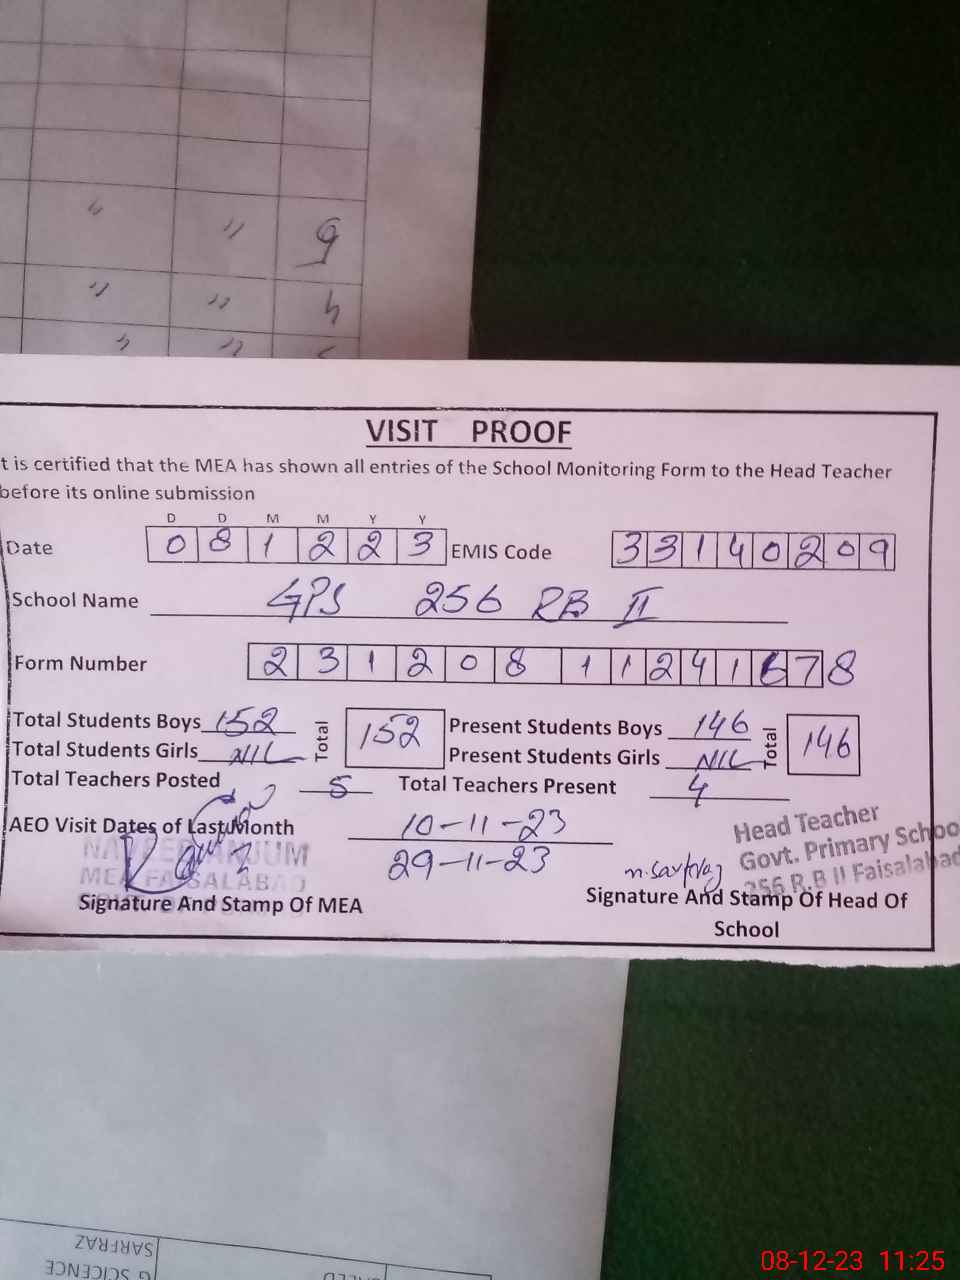 "
"
6
"
"
4
"
"
VISIT PROOF
t is certified that the MEA has shown all entries of the School Monitoring Form to the Head Teacher
before its online submission
D D M M Y Y
Date 0 8 1 2 2 3 EMIS Code 3 3 1 4 0 2 0 9
School Name GPS 256 RB II
Form Number 2 3 1 2 0 8 1 1 2 4 1 6 7 8
Total Students Boys 152 Total 152 Present Students Boys 146 Total 146
Total Students Girls NIL Present Students Girls NIL
Total Teachers Posted 5 Total Teachers Present 4
AEO Visit Dates of Last Month 10-11-23
29-11-23
Head Teacher
Govt. Primary Schoo
256 R.B II Faisalabad
ANJUM
MEA FAISALABAD
m.Sarfraz
Signature And Stamp Of MEA
Signature And Stamp Of Head Of
School
SARFRAZ
G SCICENCE
08-12-23 11:25